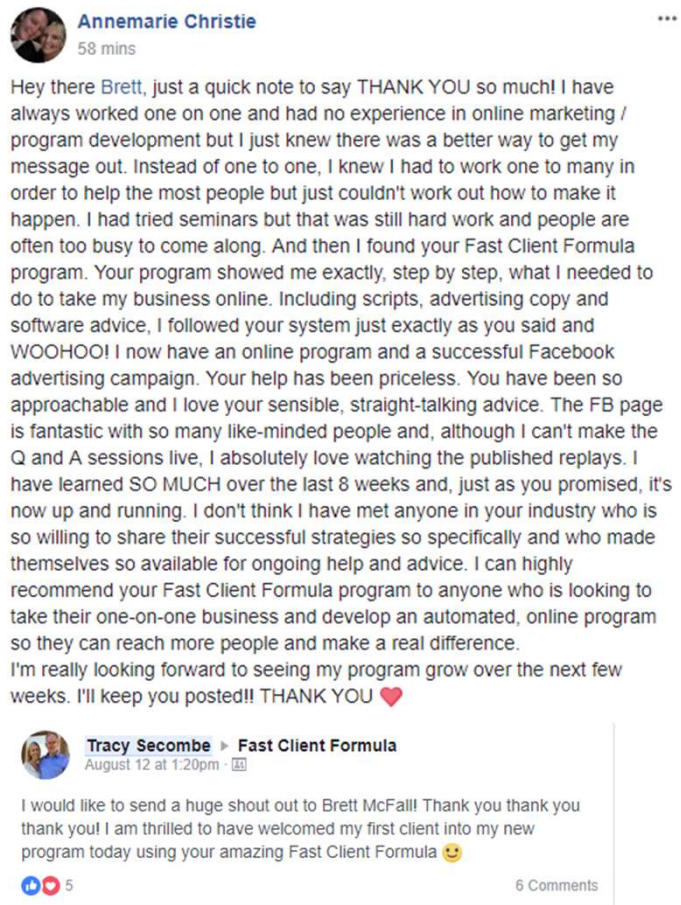 Annemarie Christie
58 mins
Hey there Brett, just a quick note to say THANK YOU so much! I have
always worked one on one and had no experience in online marketing /
program development but I just knew there was a better way to get my
message out. Instead of one to one, I knew I had to work one to many in
order to help the most people but just couldn't work out how to make it
happen. I had tried seminars but that was still hard work and people are
often too busy to come along. And then I found your Fast Client Formula
program. Your program showed me exactly, step by step, what I needed to
do to take my business online. Including scripts, advertising copy and
software advice, I followed your system just exactly as you said and
WOOHOO! I now have an online program and a successful Facebook
advertising campaign. Your help has been priceless. You have been so
approachable and I love your sensible, straight-talking advice. The FB page
is fantastic with so many like-minded people and, although I can't make the
Q and A sessions live, I absolutely love watching the published replays. I
have learned SO MUCH over the last 8 weeks and, just as you promised, it's
now up and running. I don't think I have met anyone in your industry who is
so willing to share their successful strategies so specifically and who made
themselves so available for ongoing help and advice. I can highly
recommend your Fast Client Formula program to anyone who is looking to
take their one-on-one business and develop an automated, online program
so they can reach more people and make a real difference.
I'm really looking forward to seeing my program grow over the next few
weeks. I'll keep you posted!! THANK YOU ❤
Tracy Secombe ▸ Fast Client Formula
August 12 at 1:20pm ·
I would like to send a huge shout out to Brett McFall! Thank you thank you
thank you! I am thrilled to have welcomed my first client into my new
program today using your amazing Fast Client Formula 🙂
5 6 Comments